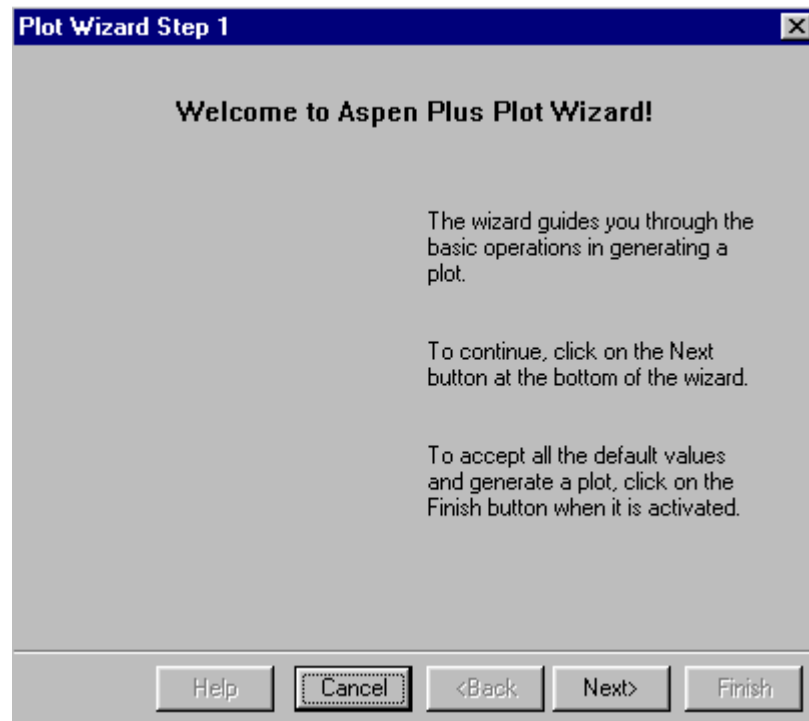 Plot Wizard Step 1
Welcome to Aspen Plus Plot Wizard!
The wizard guides you through the
basic operations in generating a
plot.
To continue, click on the Next
button at the bottom of the wizard.
To accept all the default values
and generate a plot, click on the
Finish button when it is activated.
Help Cancel <Back Next> Finish